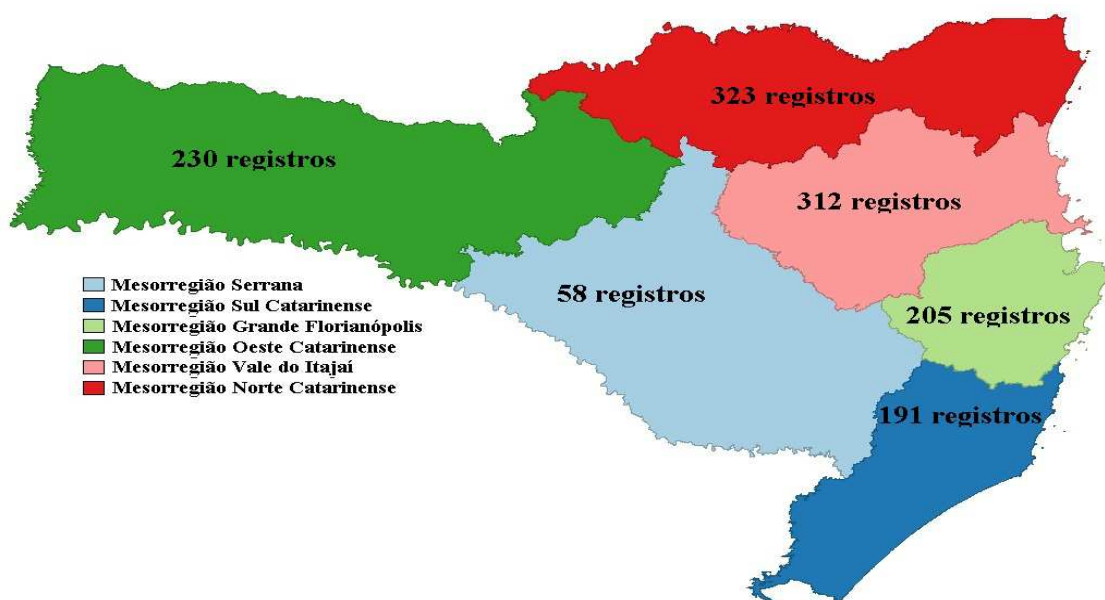 323 registros
230 registros
312 registros
58 registros
205 registros
191 registros
Mesorregião Serrana
Mesorregião Sul Catarinense
Mesorregião Grande Florianópolis
Mesorregião Oeste Catarinense
Mesorregião Vale do Itajaí
Mesorregião Norte Catarinense